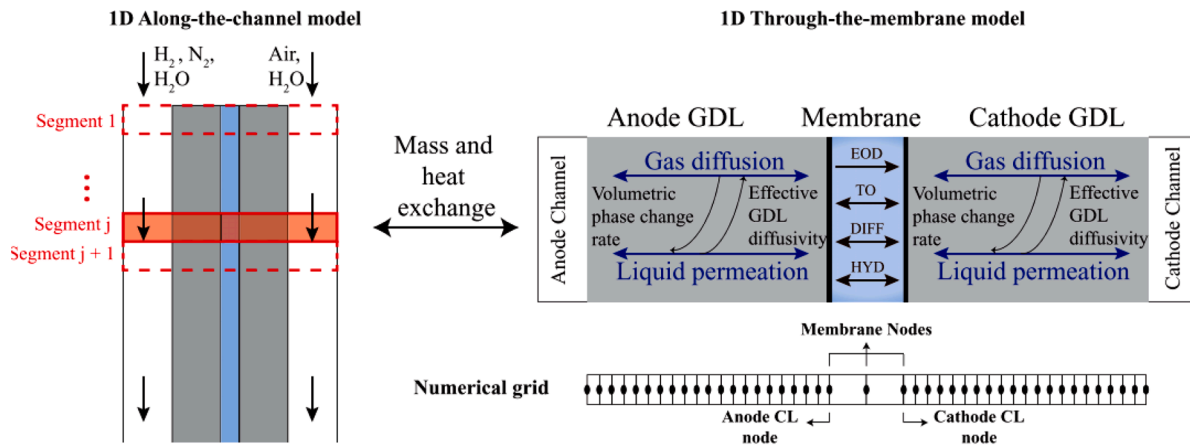 1D Along-the-channel model
H₂, N₂,
H₂O
Air,
H₂O
Segment 1
Segment j
Segment j + 1
Mass and
heat
exchange
1D Through-the-membrane model
Anode GDL
Membrane
Cathode GDL
Anode Channel
Gas diffusion
Volumetric
phase change
rate
Effective
GDL
diffusivity
Liquid permeation
EOD
TO
DIFF
HYD
Gas diffusion
Volumetric
phase change
rate
Effective
GDL
diffusivity
Liquid permeation
Cathode Channel
Membrane Nodes
Numerical grid
Anode CL
node
Cathode CL
node